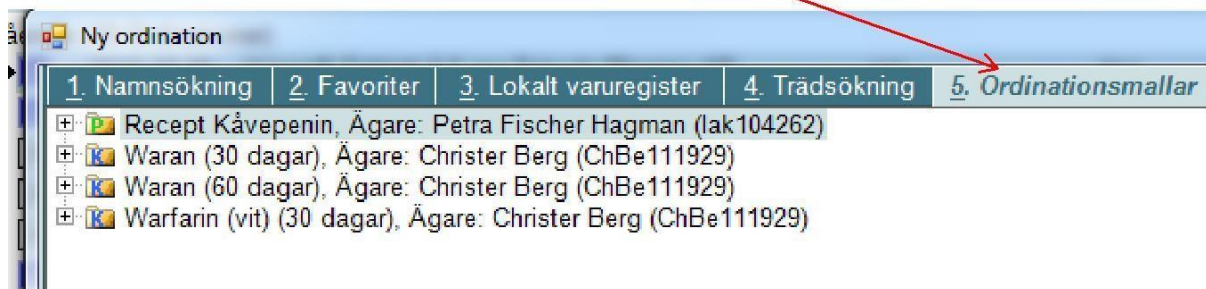 Ny ordination
1. Namnsökning 2. Favoriter 3. Lokalt varuregister 4. Trädsökning 5. Ordinationsmallar
Recept Kåvepenin, Ägare: Petra Fischer Hagman (lak104262)
Waran (30 dagar), Ägare: Christer Berg (ChBe111929)
Waran (60 dagar), Ägare: Christer Berg (ChBe111929)
Warfarin (vit) (30 dagar), Ägare: Christer Berg (ChBe111929)